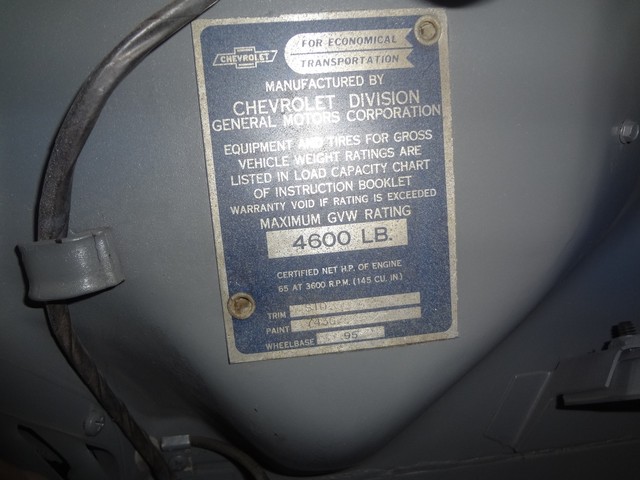 CHEVROLET
FOR ECONOMICAL
TRANSPORTATION
MANUFACTURED BY
CHEVROLET DIVISION
GENERAL MOTORS CORPORATION
EQUIPMENT AND TIRES FOR GROSS
VEHICLE WEIGHT RATINGS ARE
LISTED IN LOAD CAPACITY CHART
OF INSTRUCTION BOOKLET
WARRANTY VOID IF RATING IS EXCEEDED
MAXIMUM GVW RATING
4600 LB.
CERTIFIED NET H.P. OF ENGINE
65 AT 3600 R.P.M. (145 CU. IN.)
TRIM
PAINT
WHEELBASE 95